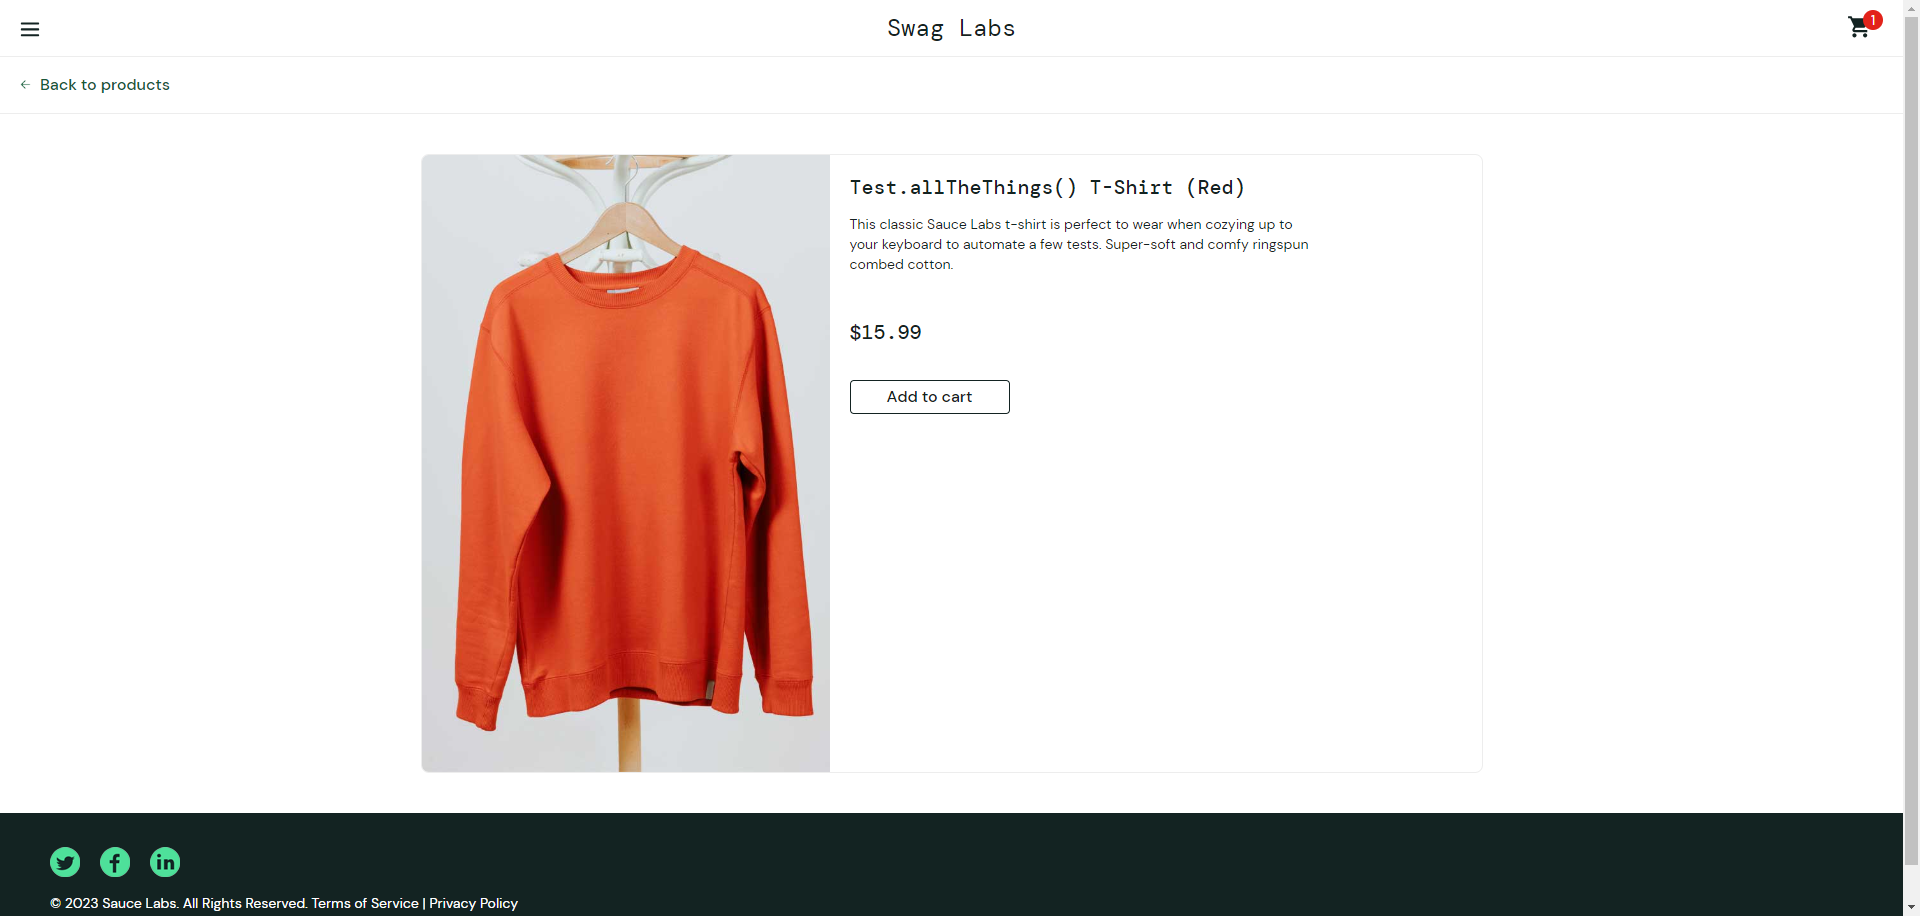 Swag Labs
1
Back to products
Test.allTheThings() T-Shirt (Red)
This classic Sauce Labs t-shirt is perfect to wear when cozying up to
your keyboard to automate a few tests. Super-soft and comfy ringspun
combed cotton.
$15.99
Add to cart
© 2023 Sauce Labs. All Rights Reserved. Terms of Service | Privacy Policy